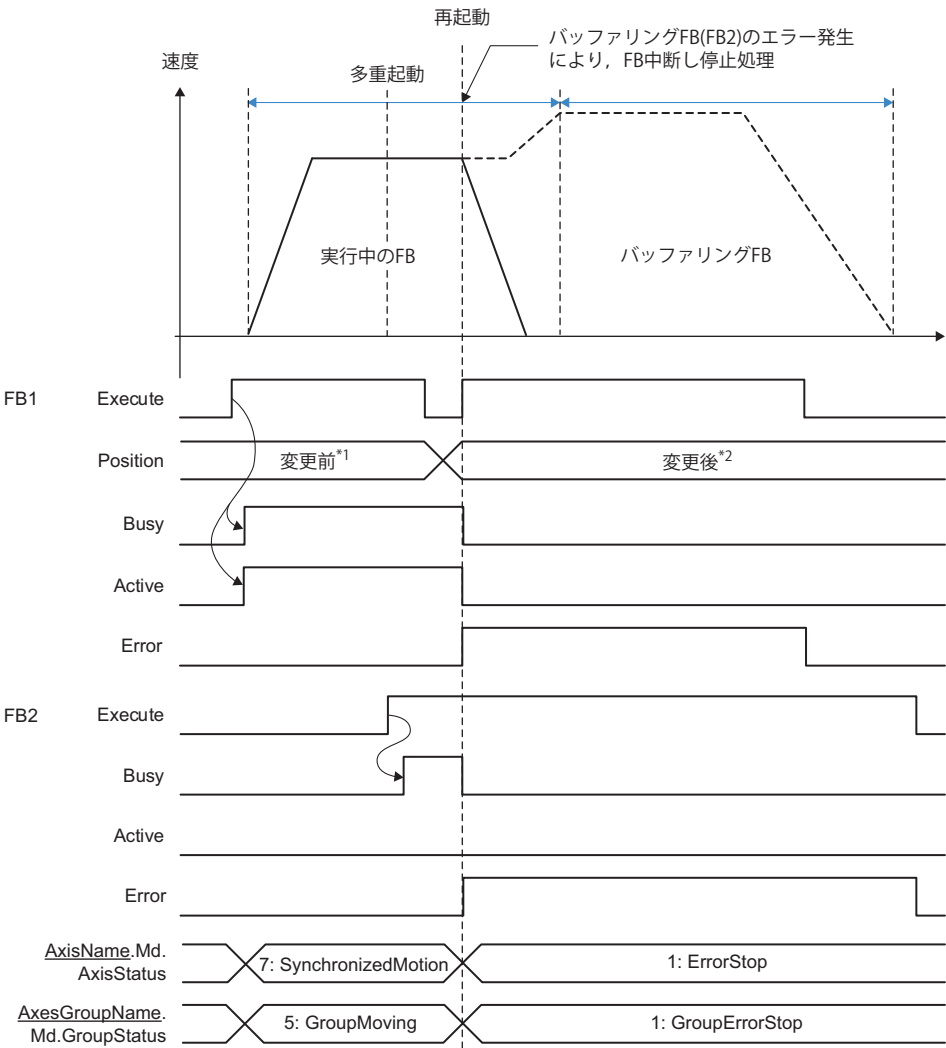 再起動
バッファリングFB(FB2)のエラー発生
により，FB中断し停止処理
速度
多重起動
実行中のFB
バッファリングFB
FB1 Execute
Position 変更前*1 変更後*2
Busy
Active
Error
FB2 Execute
Busy
Active
Error
AxisName.Md.
AxisStatus
7: SynchronizedMotion 1: ErrorStop
AxesGroupName.
Md.GroupStatus
5: GroupMoving 1: GroupErrorStop